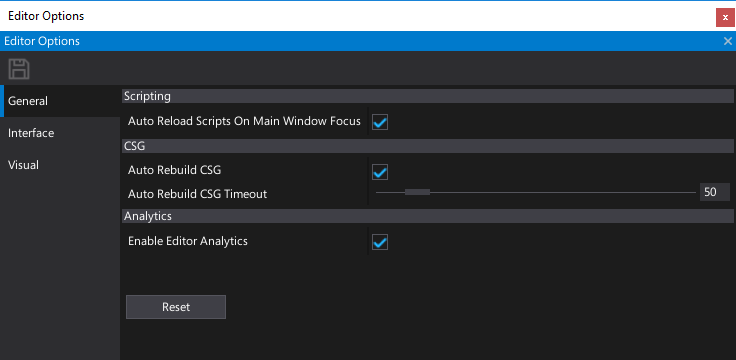 Editor Options
x
Editor Options
General
Interface
Visual
Scripting
Auto Reload Scripts On Main Window Focus
CSG
Auto Rebuild CSG
Auto Rebuild CSG Timeout 50
Analytics
Enable Editor Analytics
Reset